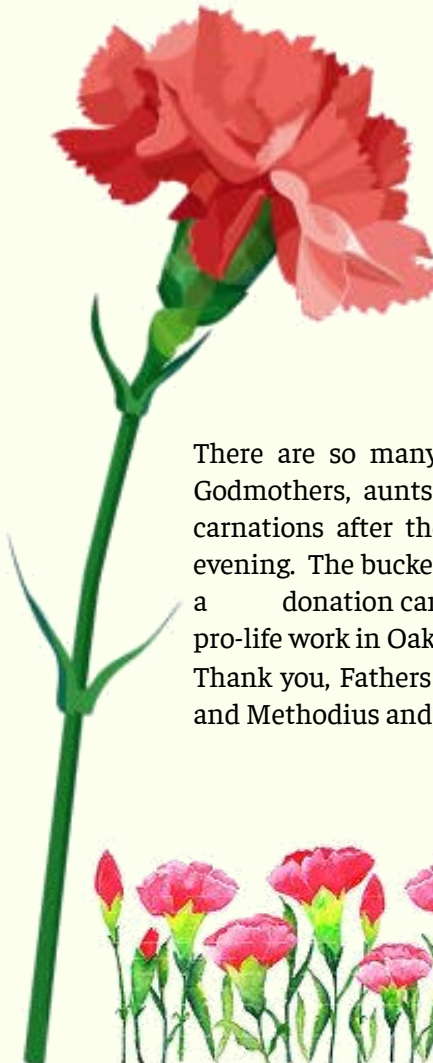 There are so many
Godmothers, aunts
carnations after th
evening. The bucke
a donation car
pro-life work in Oak
Thank you, Fathers
and Methodius and